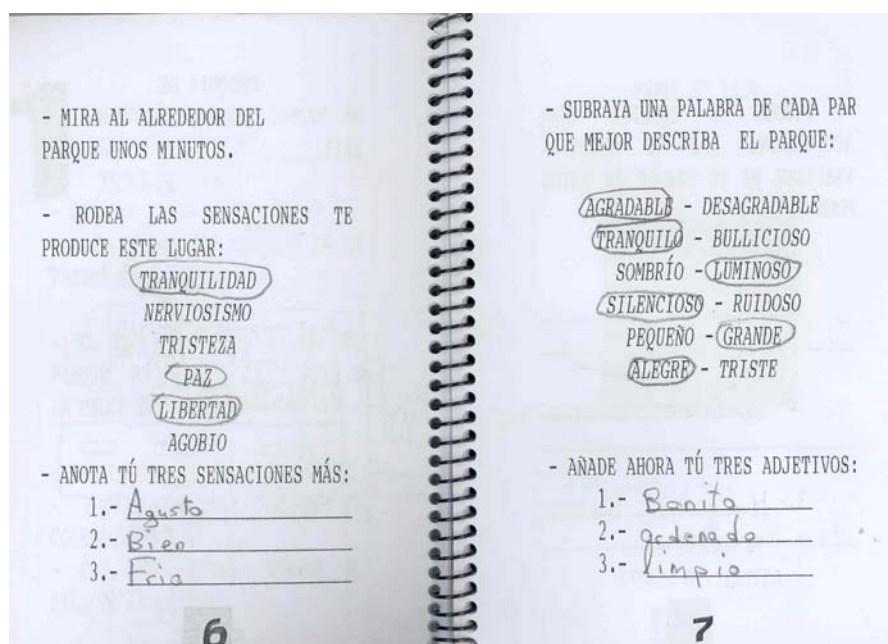 - MIRA AL ALREDEDOR DEL
PARQUE UNOS MINUTOS.
- RODEA LAS SENSACIONES TE
PRODUCE ESTE LUGAR:
TRANQUILIDAD
NERVIOSISMO
TRISTEZA
PAZ
LIBERTAD
AGOBIO
- ANOTA TÚ TRES SENSACIONES MÁS:
1.- Agusto
2.- Bien
3.- Frio
6
- SUBRAYA UNA PALABRA DE CADA PAR
QUE MEJOR DESCRIBA EL PARQUE:
AGRADABLE - DESAGRADABLE
TRANQUILO - BULLICIOSO
SOMBRÍO - LUMINOSO
SILENCIOSO - RUIDOSO
PEQUEÑO - GRANDE
ALEGRE - TRISTE
- AÑADE AHORA TÚ TRES ADJETIVOS:
1.- Bonito
2.- ordenado
3.- limpio
7